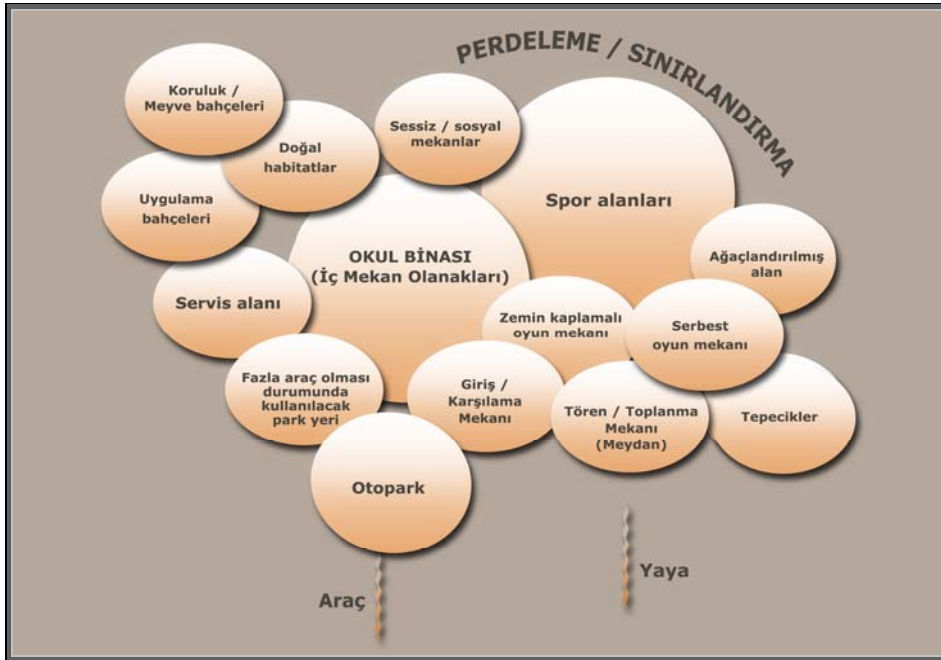 PERDELEME / SINIRLANDIRMA
Koruluk /
Meyve bahçeleri
Doğal
habitatlar
Sessiz / sosyal
mekanlar
Uygulama
bahçeleri
Spor alanları
OKUL BİNASI
(İç Mekan Olanakları)
Ağaçlandırılmış
alan
Servis alanı
Zemin kaplamalı
oyun mekanı
Serbest
oyun mekanı
Fazla araç olması
durumunda
kullanılacak
park yeri
Giriş /
Karşılama
Mekanı
Tören / Toplanma
Mekanı
(Meydan)
Tepecikler
Otopark
Araç
Yaya